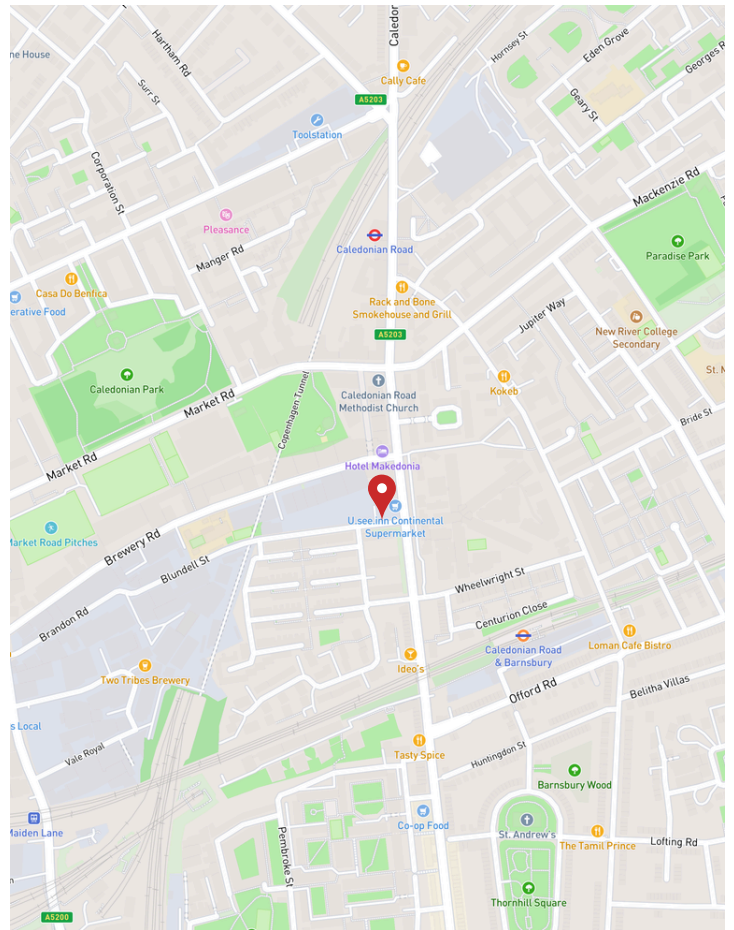 Caledor
Hartham Rd
ne House
Hornsey St
Eden Grove
Georges R
Cally Cafe
Surr St
A5203
Geary St
Toolstation
Corporation St
Mackenzie Rd
Pleasance
Caledonian Road
Paradise Park
Manger Rd
Casa Do Benfica
erative Food
Rack and Bone
Smokehouse and Grill
Jupiter Way
New River College
Secondary
A5203
St. M
Caledonian Park
Kokeb
Caledonian Road
Methodist Church
Copenhagen Tunnel
Market Rd
Bride St
Market Rd
Hotel Makedonia
U.see.inn Continental
Supermarket
Market Road Pitches
Brewery Rd
Blundell St
Wheelwright St
Brandon Rd
Centurion Close
Caledonian Road
& Barnsbury
Loman Cafe Bistro
Ideo's
Two Tribes Brewery
Offord Rd
Belitha Villas
s Local
Vale Royal
Tasty Spice
Huntingdon St
Barnsbury Wood
Maiden Lane
Co-op Food
St. Andrew's
The Tamil Prince
Lofting Rd
Pembroke St
Thornhill Square
A5200